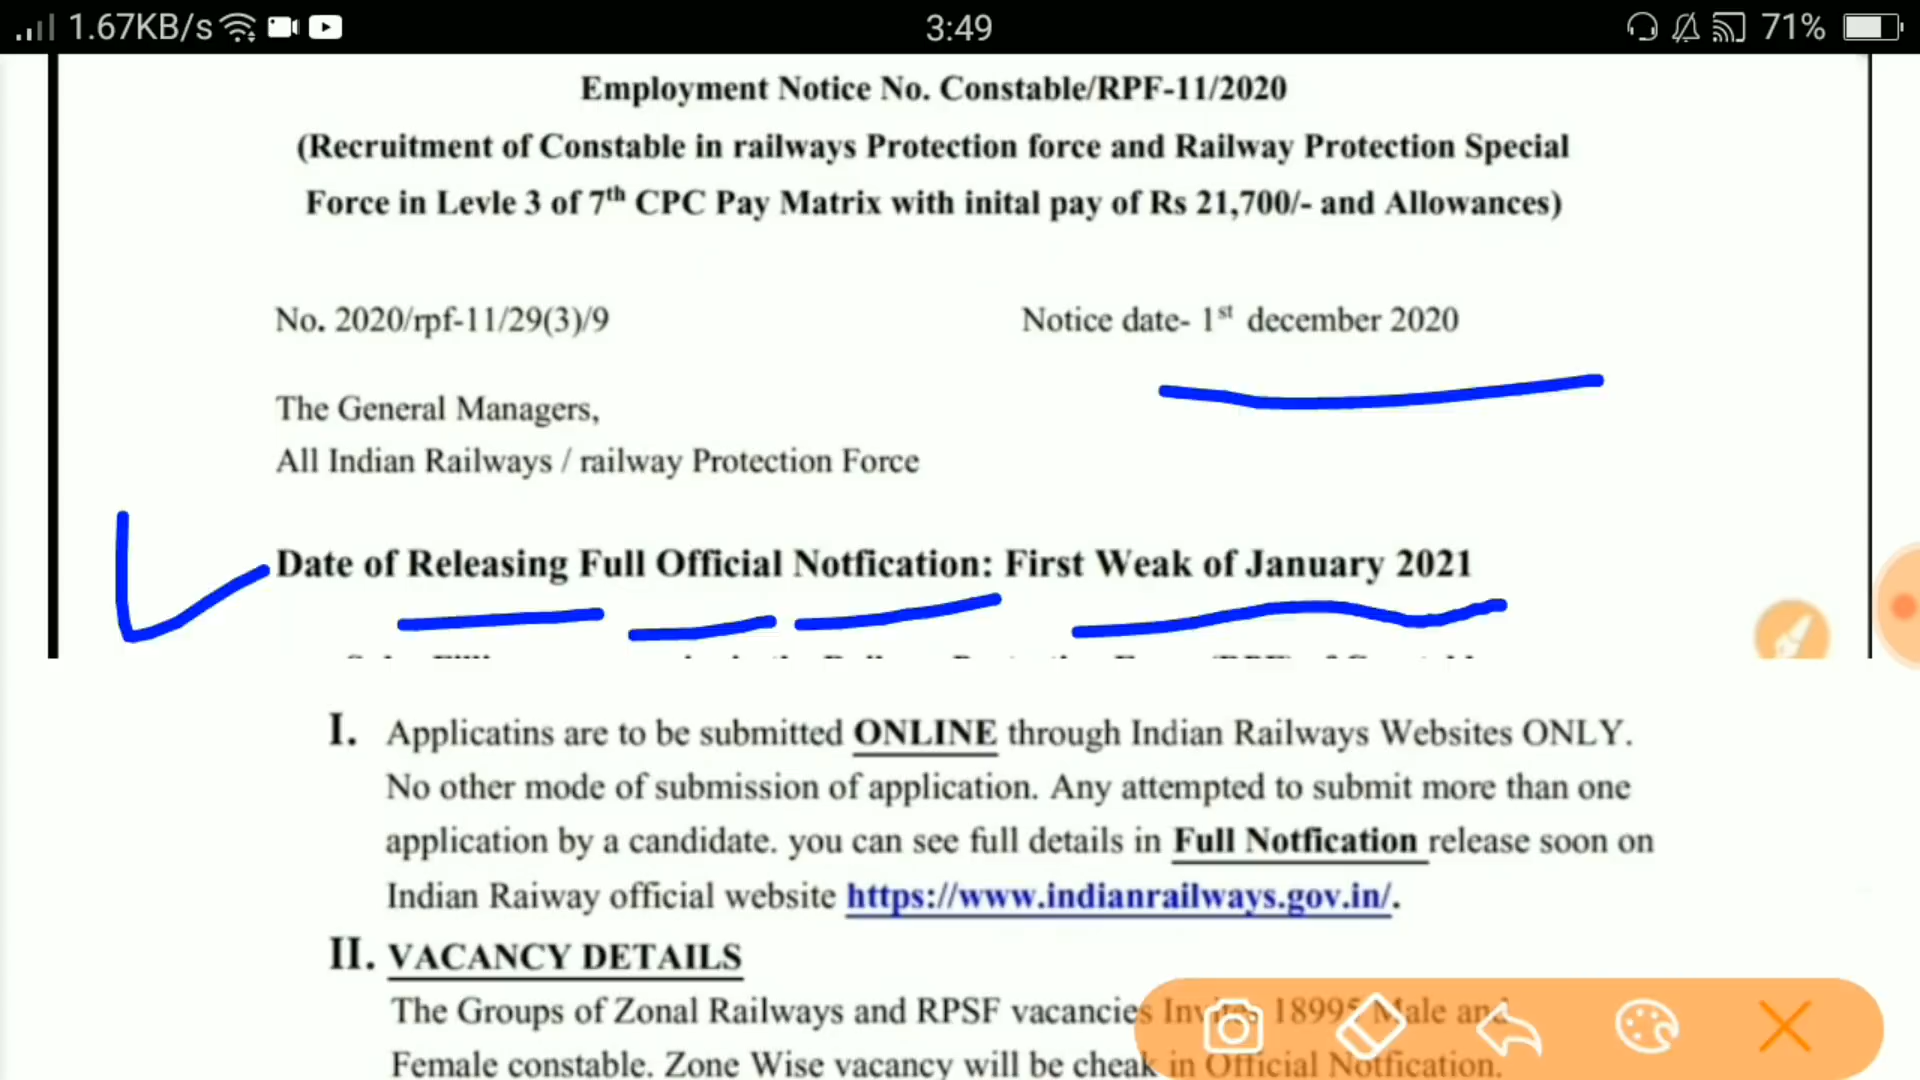 1.67KB/s 3:49 71%
Employment Notice No. Constable/RPF-11/2020
(Recruitment of Constable in railways Protection force and Railway Protection Special
Force in Levle 3 of 7th CPC Pay Matrix with inital pay of Rs 21,700/- and Allowances)
No. 2020/rpf-11/29(3)/9 Notice date- 1st december 2020
The General Managers,
All Indian Railways / railway Protection Force
Date of Releasing Full Official Notfication: First Weak of January 2021
I. Applicatins are to be submitted ONLINE through Indian Railways Websites ONLY.
No other mode of submission of application. Any attempted to submit more than one
application by a candidate. you can see full details in Full Notfication release soon on
Indian Raiway official website https://www.indianrailways.gov.in/.
II. VACANCY DETAILS
The Groups of Zonal Railways and RPSF vacancies Male and
Female constable. Zone Wise vacancy will be cheak in Official Notfication.